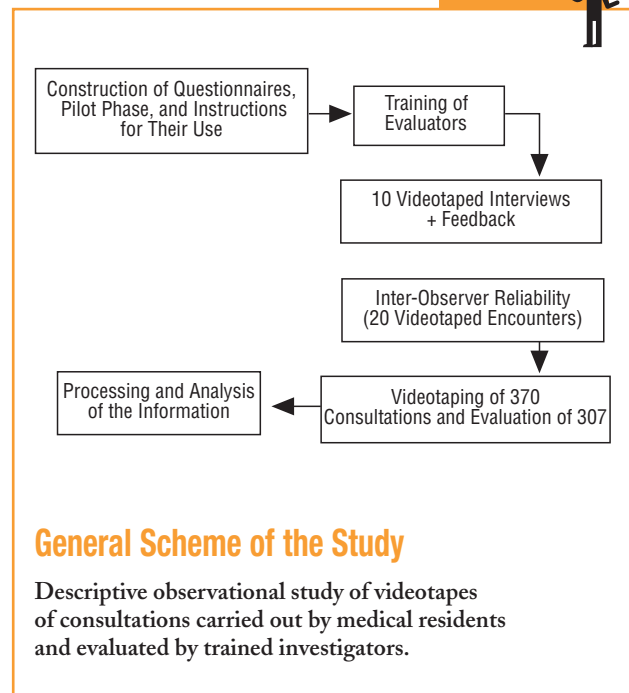 Construction of Questionnaires,
Pilot Phase, and Instructions
for Their Use
Training of
Evaluators
10 Videotaped Interviews
+ Feedback
Inter-Observer Reliability
(20 Videotaped Encounters)
Videotaping of 370
Consultations and Evaluation of 307
Processing and Analysis
of the Information
General Scheme of the Study
Descriptive observational study of videotapes
of consultations carried out by medical residents
and evaluated by trained investigators.